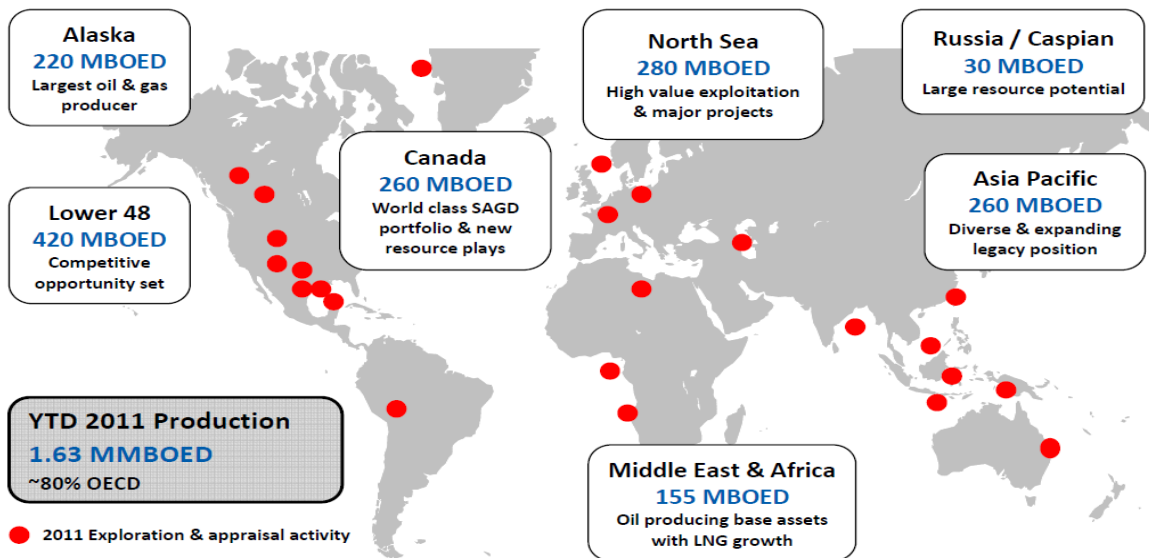 Alaska
220 MBOED
Largest oil & gas
producer
North Sea
280 MBOED
High value exploitation
& major projects
Russia / Caspian
30 MBOED
Large resource potential
Canada
260 MBOED
World class SAGD
portfolio & new
resource plays
Lower 48
420 MBOED
Competitive
opportunity set
Asia Pacific
260 MBOED
Diverse & expanding
legacy position
YTD 2011 Production
1.63 MMBOED
~80% OECD
Middle East & Africa
155 MBOED
Oil producing base assets
with LNG growth
2011 Exploration & appraisal activity